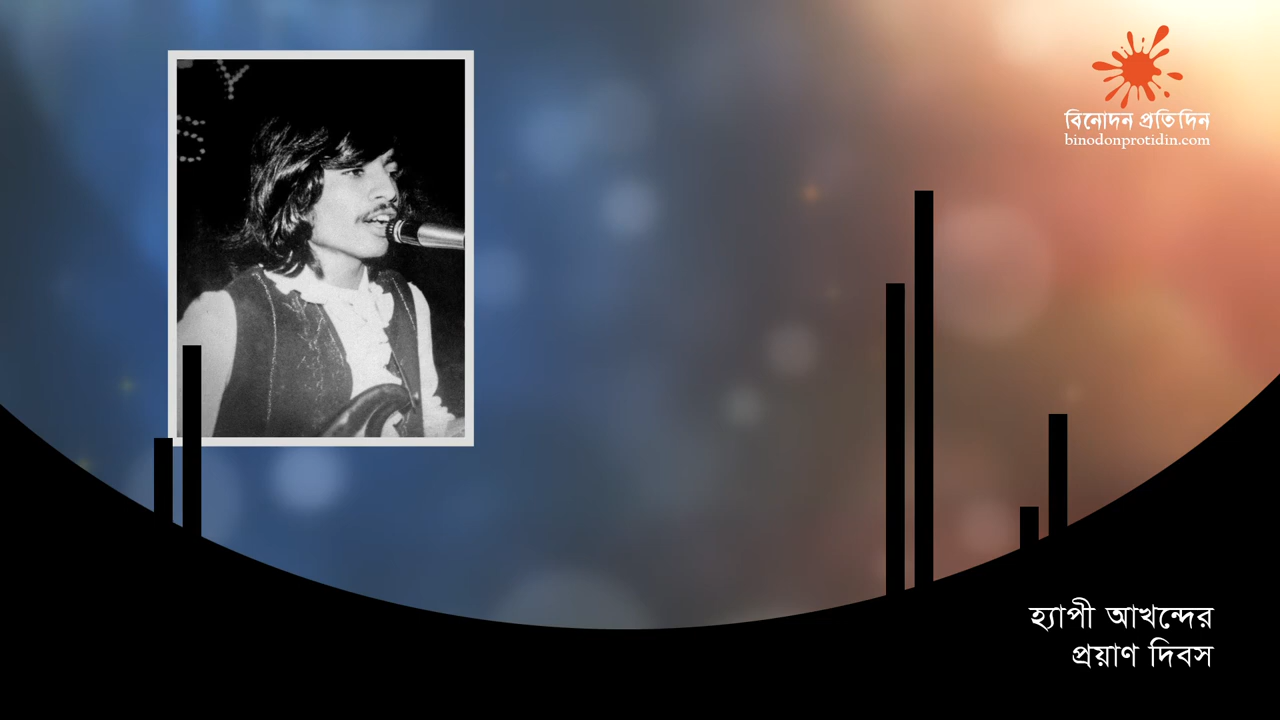 বিনোদন প্রতিদিন
binodonprotidin.com
হ্যাপী আখন্দের
প্রয়াণ দিবস